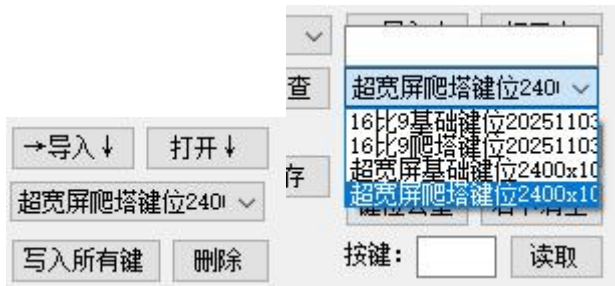 →导入↓ 打开↓
超宽屏爬塔键位240
写入所有键 删除
查
超宽屏爬塔键位240
16比9基础键位20251103
16比9爬塔键位20251103
超宽屏基础键位2400x10
存
超宽屏爬塔键位2400x10
按键： 读取